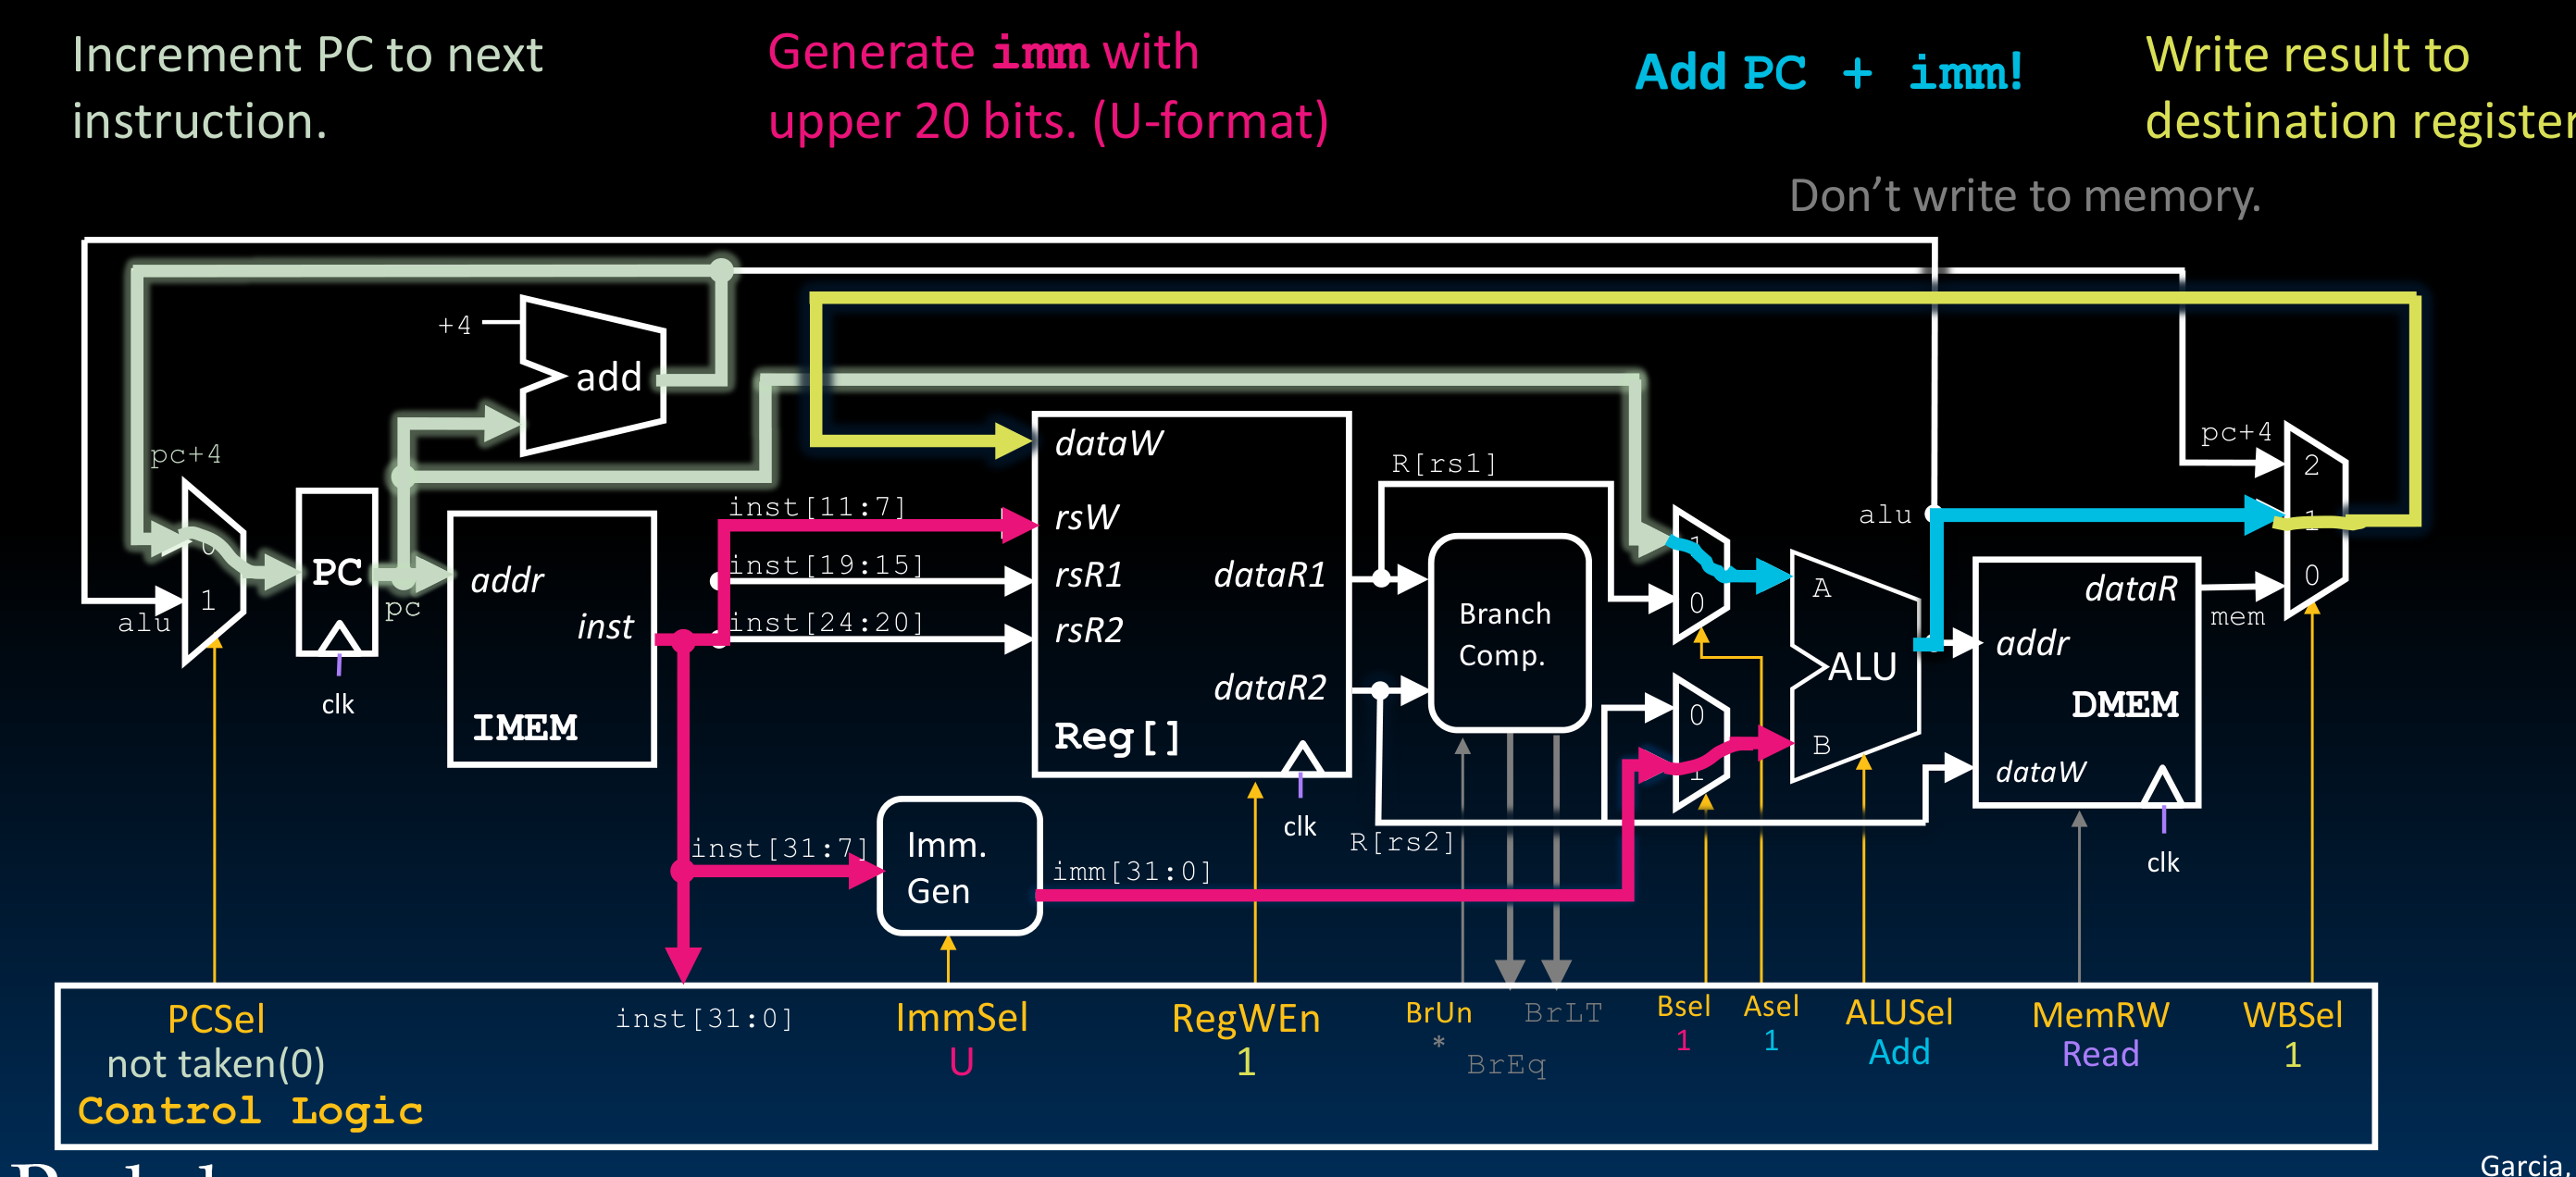 Increment PC to next
instruction.
Generate imm with
upper 20 bits. (U-format)
Add PC + imm!
Write result to
destination register
Don't write to memory.
+4
add
pc+4
0
1
alu
PC
clk
pc
addr
inst
IMEM
inst[11:7]
inst[19:15]
inst[24:20]
inst[31:7]
dataW
rsW
rsR1
rsR2
dataR1
dataR2
Reg[]
clk
Imm.
Gen
imm[31:0]
R[rs1]
R[rs2]
Branch
Comp.
1
0
0
1
A
B
ALU
alu
addr
dataW
dataR
DMEM
clk
mem
pc+4
2
1
0
PCSel
not taken(0)
Control Logic
inst[31:0]
ImmSel
U
RegWEn
1
BrUn
*
BrEq
BrLT
Bsel
1
Asel
1
ALUSel
Add
MemRW
Read
WBSel
1
Garcia,